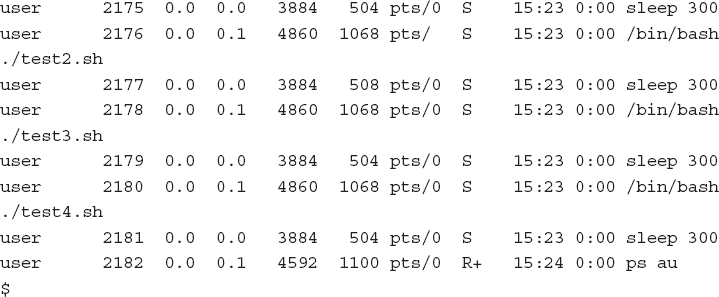 user 2175 0.0 0.0 3884 504 pts/0 S 15:23 0:00 sleep 300
user 2176 0.0 0.1 4860 1068 pts/ S 15:23 0:00 /bin/bash
./test2.sh
user 2177 0.0 0.0 3884 508 pts/0 S 15:23 0:00 sleep 300
user 2178 0.0 0.1 4860 1068 pts/0 S 15:23 0:00 /bin/bash
./test3.sh
user 2179 0.0 0.0 3884 504 pts/0 S 15:23 0:00 sleep 300
user 2180 0.0 0.1 4860 1068 pts/0 S 15:23 0:00 /bin/bash
./test4.sh
user 2181 0.0 0.0 3884 504 pts/0 S 15:23 0:00 sleep 300
user 2182 0.0 0.1 4592 1100 pts/0 R+ 15:24 0:00 ps au
$